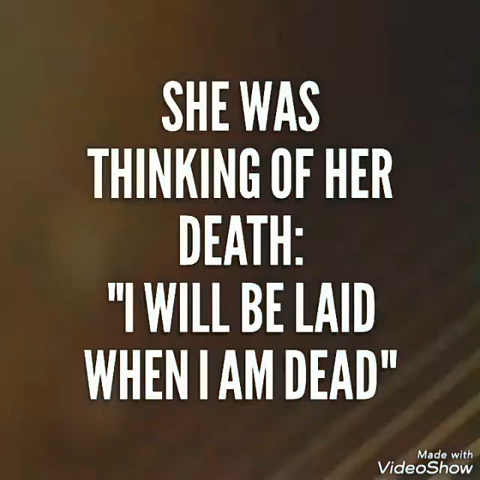 SHE WAS
THINKING OF HER
DEATH:
"I WILL BE LAID
WHEN I AM DEAD"
Made with
VideoShow